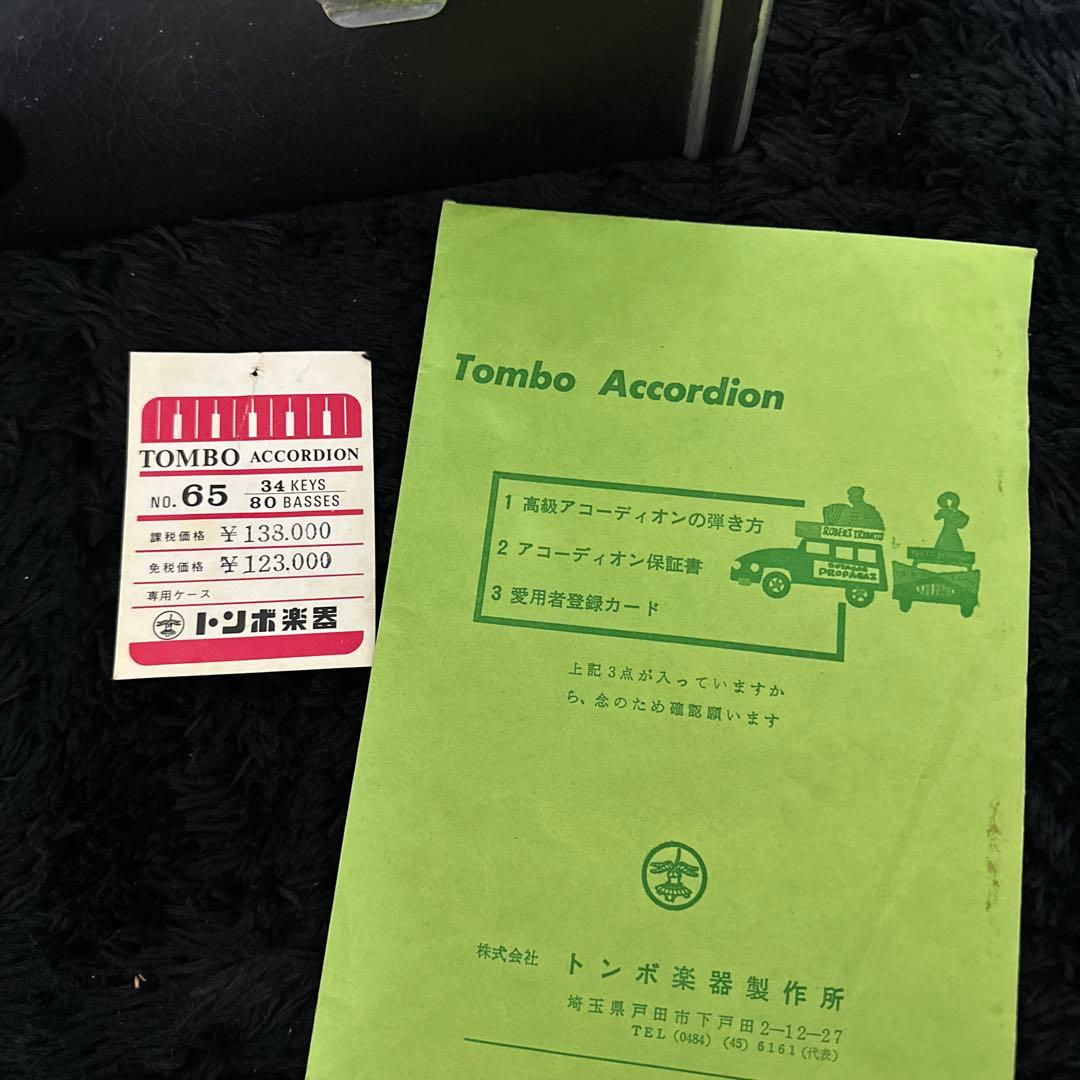 TOMBO ACCORDION
NO. 65 34 KEYS
80 BASSES
課税価格 ¥138.000
免税価格 ¥123.000
専用ケース
トンボ楽器
Tombo Accordion
1 高級アコーディオンの弾き方
2 アコーディオン保証書
3 愛用者登録カード
上記3点が入っていますか
ら、念のため確認願います
株式会社 トンボ楽器製作所
埼玉県戸田市下戸田2-12-27
TEL (0484) (45) 6161 (代表)